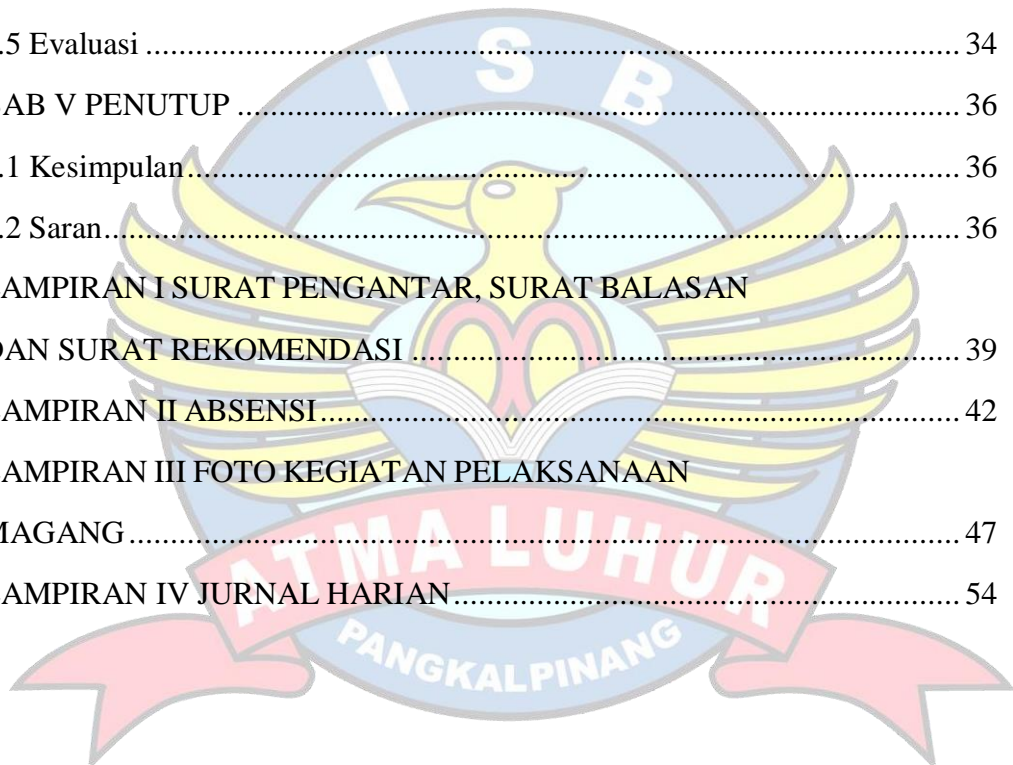 .5 Evaluasi .......................................................................................................... 34
AB V PENUTUP .............................................................................................. 36
.1 Kesimpulan .................................................................................................... 36
.2 Saran ............................................................................................................... 36
AMPIRAN I SURAT PENGANTAR, SURAT BALASAN
DAN SURAT REKOMENDASI ....................................................................... 39
AMPIRAN II ABSENSI ................................................................................... 42
AMPIRAN III FOTO KEGIATAN PELAKSANAAN
MAGANG ............................................................................................................ 47
AMPIRAN IV JURNAL HARIAN ................................................................. 54
I S B
ATMA LUHUR
PANGKALPINANG